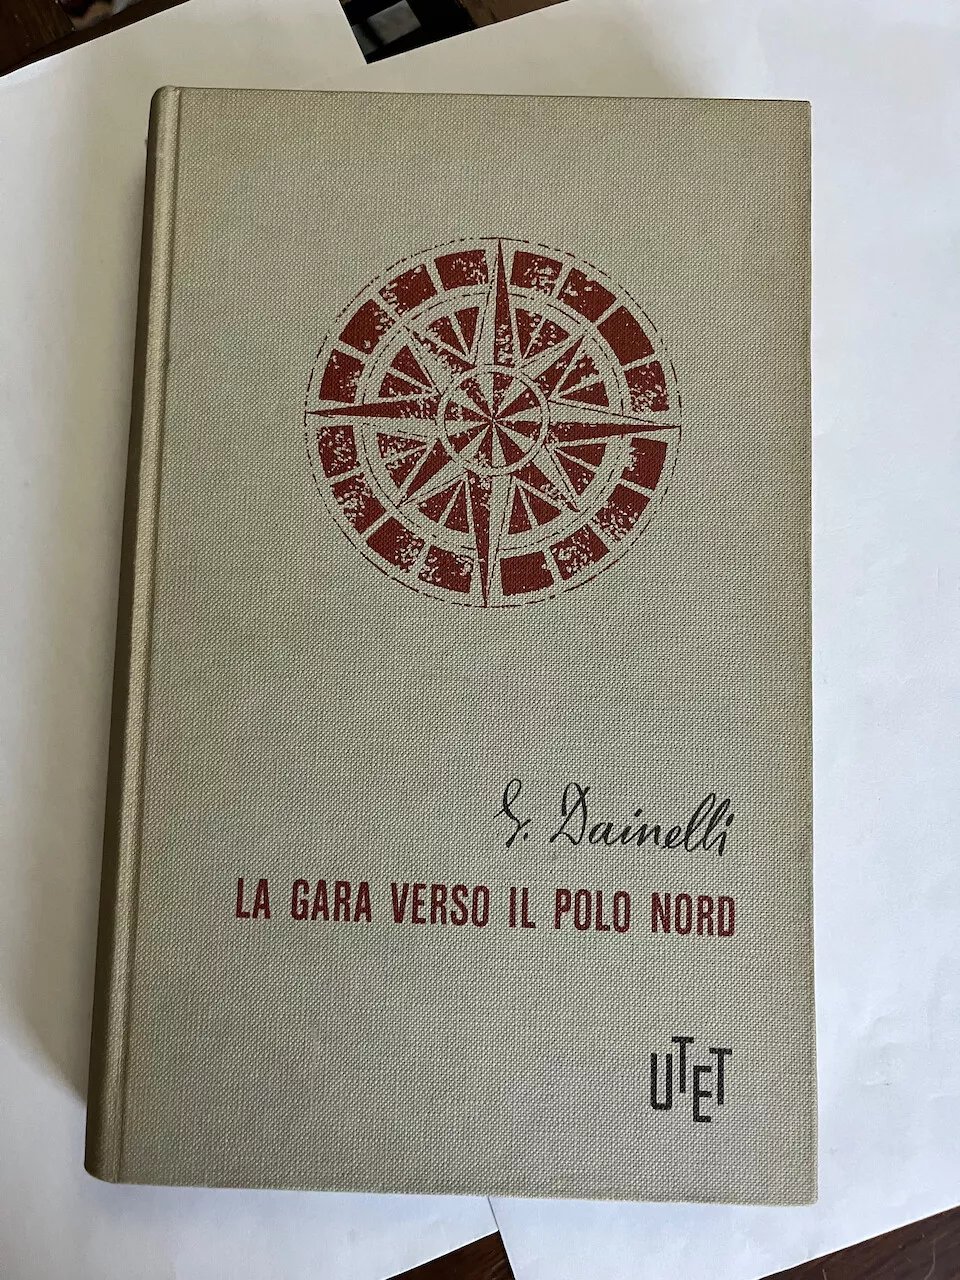 G. Dainelli
LA GARA VERSO IL POLO NORD
UTET